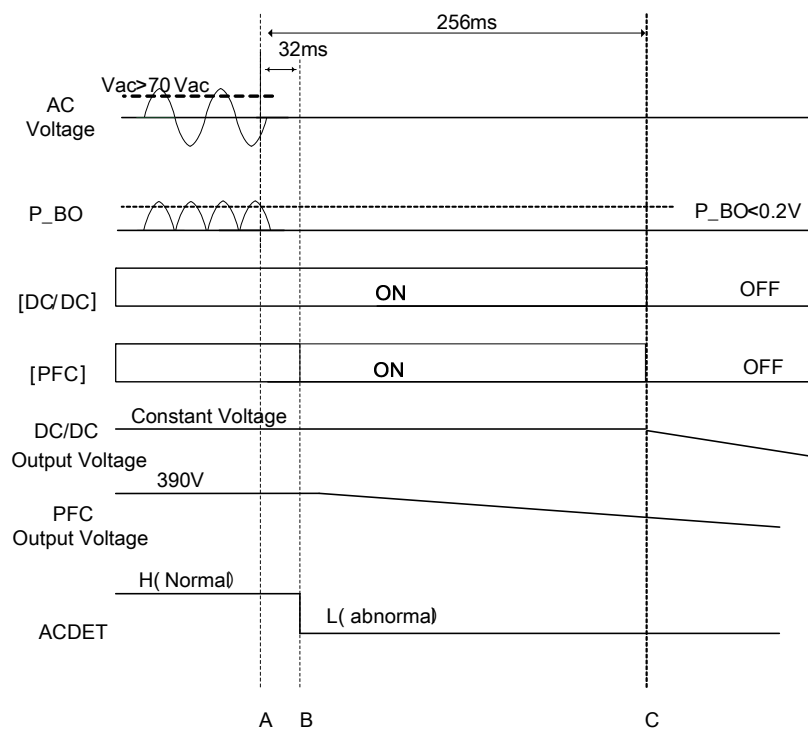 256ms
32ms
Vac>70 Vac
AC
Voltage
P_BO
P_BO<0.2V
[DC/DC]
ON
OFF
[PFC]
ON
OFF
Constant Voltage
DC/DC
Output Voltage
390V
PFC
Output Voltage
H( Normal)
L( abnormal)
ACDET
A
B
C